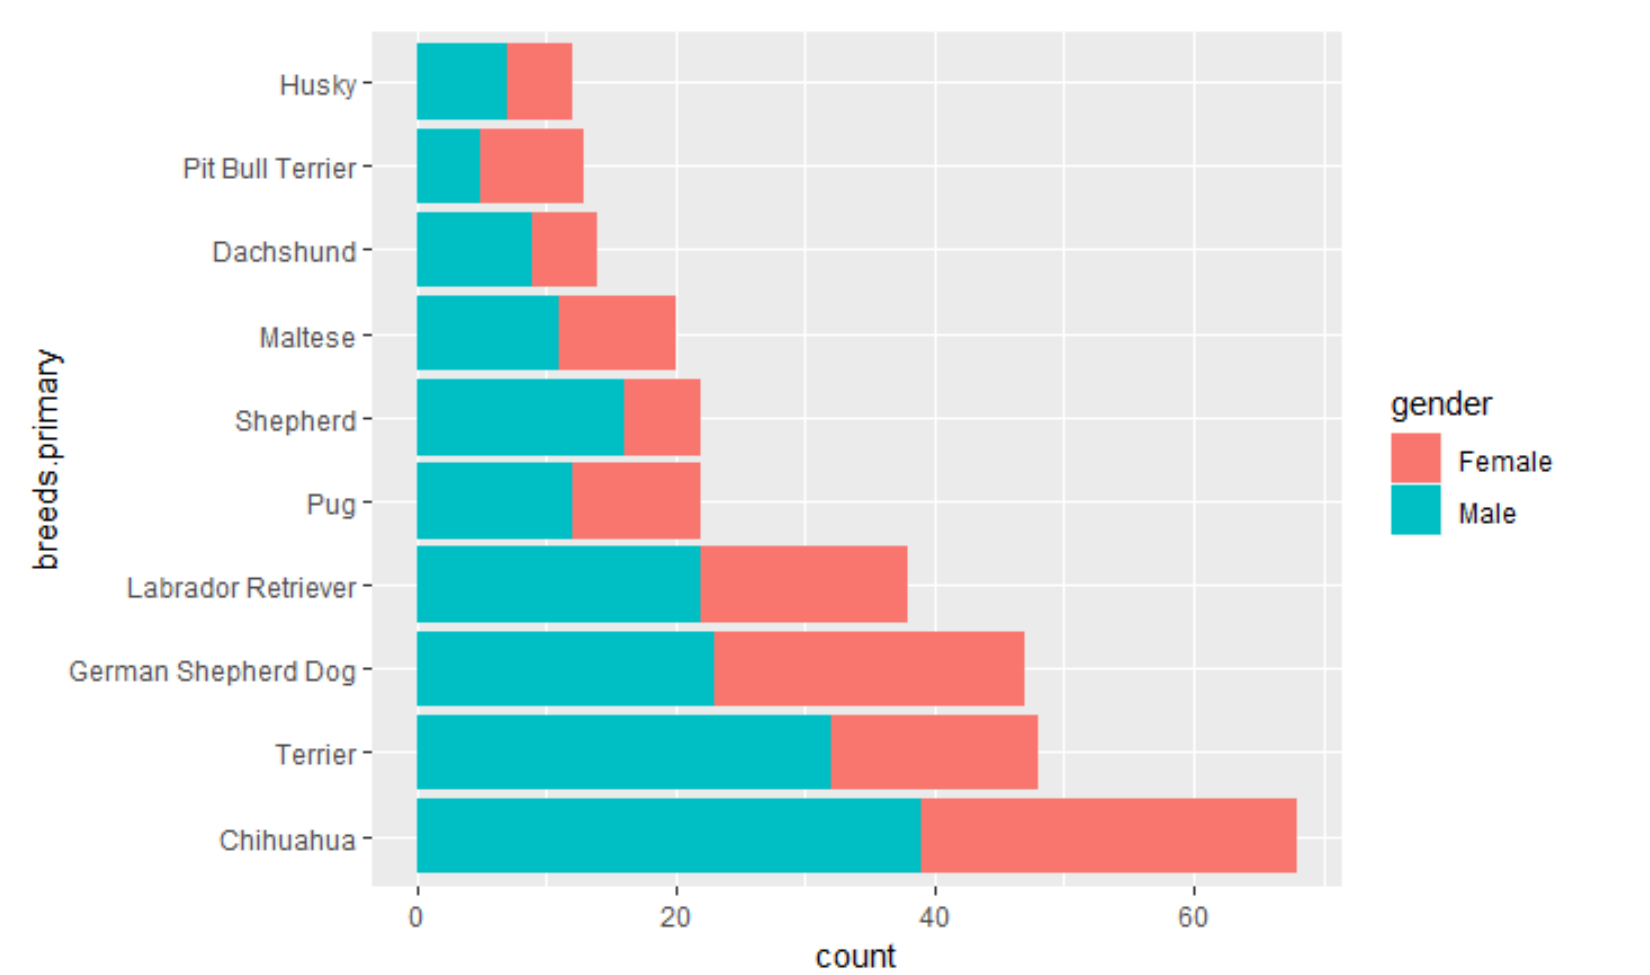 Husky
Pit Bull Terrier
Dachshund
Maltese
Shepherd
Pug
Labrador Retriever
German Shepherd Dog
Terrier
Chihuahua
breeds.primary
0 20 40 60
count
gender
Female
Male